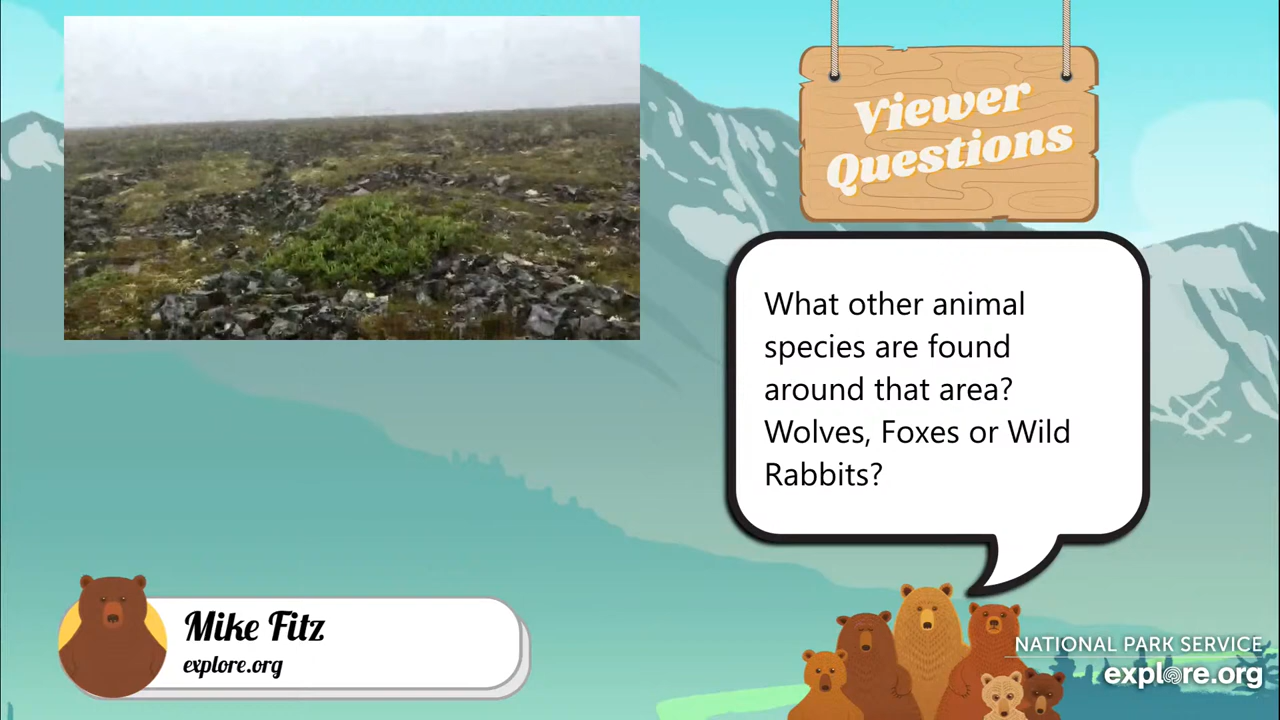 Viewer
Questions
What other animal
species are found
around that area?
Wolves, Foxes or Wild
Rabbits?
Mike Fitz
explore.org
NATIONAL PARK SERVICE
explore.org